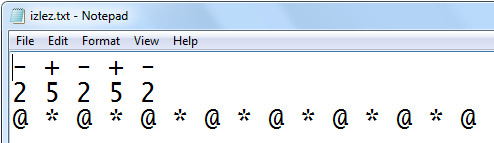 izlez.txt - Notepad
File Edit Format View Help
- + - + -
2 5 2 5 2
@ * @ * @ * @ * @ * @ * @ * @